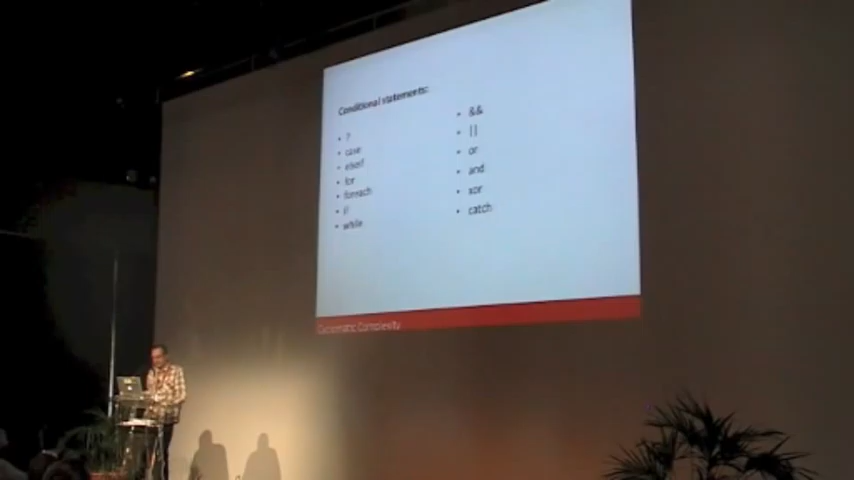 Conditional statements:
?
case
elseif
for
foreach
if
while
&&
||
or
and
xor
catch
Cyclomatic Complexity